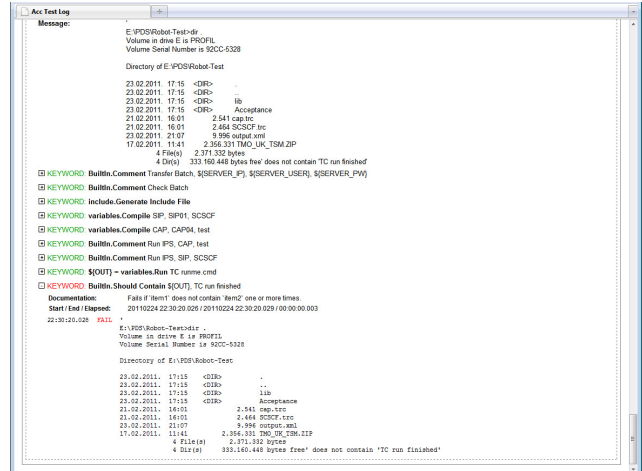 Acc Test Log
Message:
'
E:\PDS\Robot-Test>dir .
Volume in drive E is PROFIL
Volume Serial Number is 92CC-5328
Directory of E:\PDS\Robot-Test
23.02.2011. 17:15 <DIR> .
23.02.2011. 17:15 <DIR> ..
23.02.2011. 17:15 <DIR> lib
23.02.2011. 17:15 <DIR> Acceptance
21.02.2011. 16:01 2.541 cap.trc
21.02.2011. 16:01 2.464 SCSCF.trc
23.02.2011. 21:07 9.996 output.xml
17.02.2011. 11:41 2.356.331 TMO_UK_TSM.ZIP
4 File(s) 2.371.332 bytes
4 Dir(s) 333.160.448 bytes free' does not contain 'TC run finished'
KEYWORD: BuiltIn.Comment Transfer Batch, ${SERVER_IP}, ${SERVER_USER}, ${SERVER_PW}
KEYWORD: BuiltIn.Comment Check Batch
KEYWORD: include.Generate Include File
KEYWORD: variables.Compile SIP, SIP01, SCSCF
KEYWORD: variables.Compile CAP, CAP04, test
KEYWORD: BuiltIn.Comment Run IPS, CAP, test
KEYWORD: BuiltIn.Comment Run IPS, SIP, SCSCF
KEYWORD: ${OUT} = variables.Run TC runme.cmd
KEYWORD: BuiltIn.Should Contain ${OUT}, TC run finished
Documentation: Fails if `item1` does not contain `item2` one or more times.
Start / End / Elapsed: 20110224 22:30:20.026 / 20110224 22:30:20.029 / 00:00:00.003
22:30:20.028 FAIL '
E:\PDS\Robot-Test>dir .
Volume in drive E is PROFIL
Volume Serial Number is 92CC-5328
Directory of E:\PDS\Robot-Test
23.02.2011. 17:15 <DIR> .
23.02.2011. 17:15 <DIR> ..
23.02.2011. 17:15 <DIR> lib
23.02.2011. 17:15 <DIR> Acceptance
21.02.2011. 16:01 2.541 cap.trc
21.02.2011. 16:01 2.464 SCSCF.trc
23.02.2011. 21:07 9.996 output.xml
17.02.2011. 11:41 2.356.331 TMO_UK_TSM.ZIP
4 File(s) 2.371.332 bytes
4 Dir(s) 333.160.448 bytes free' does not contain 'TC run finished'